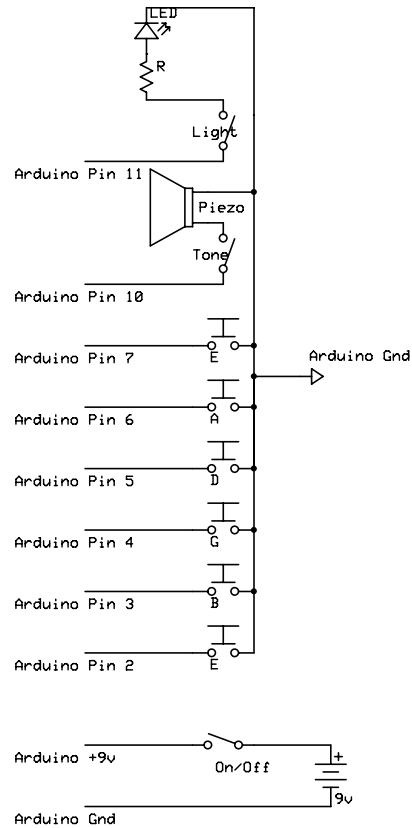 LED
R
Light
Arduino Pin 11
Piezo
Tone
Arduino Pin 10
Arduino Gnd
Arduino Pin 7
E
Arduino Pin 6
A
Arduino Pin 5
D
Arduino Pin 4
G
Arduino Pin 3
B
Arduino Pin 2
E
Arduino +9v
On/Off
+
9v
Arduino Gnd